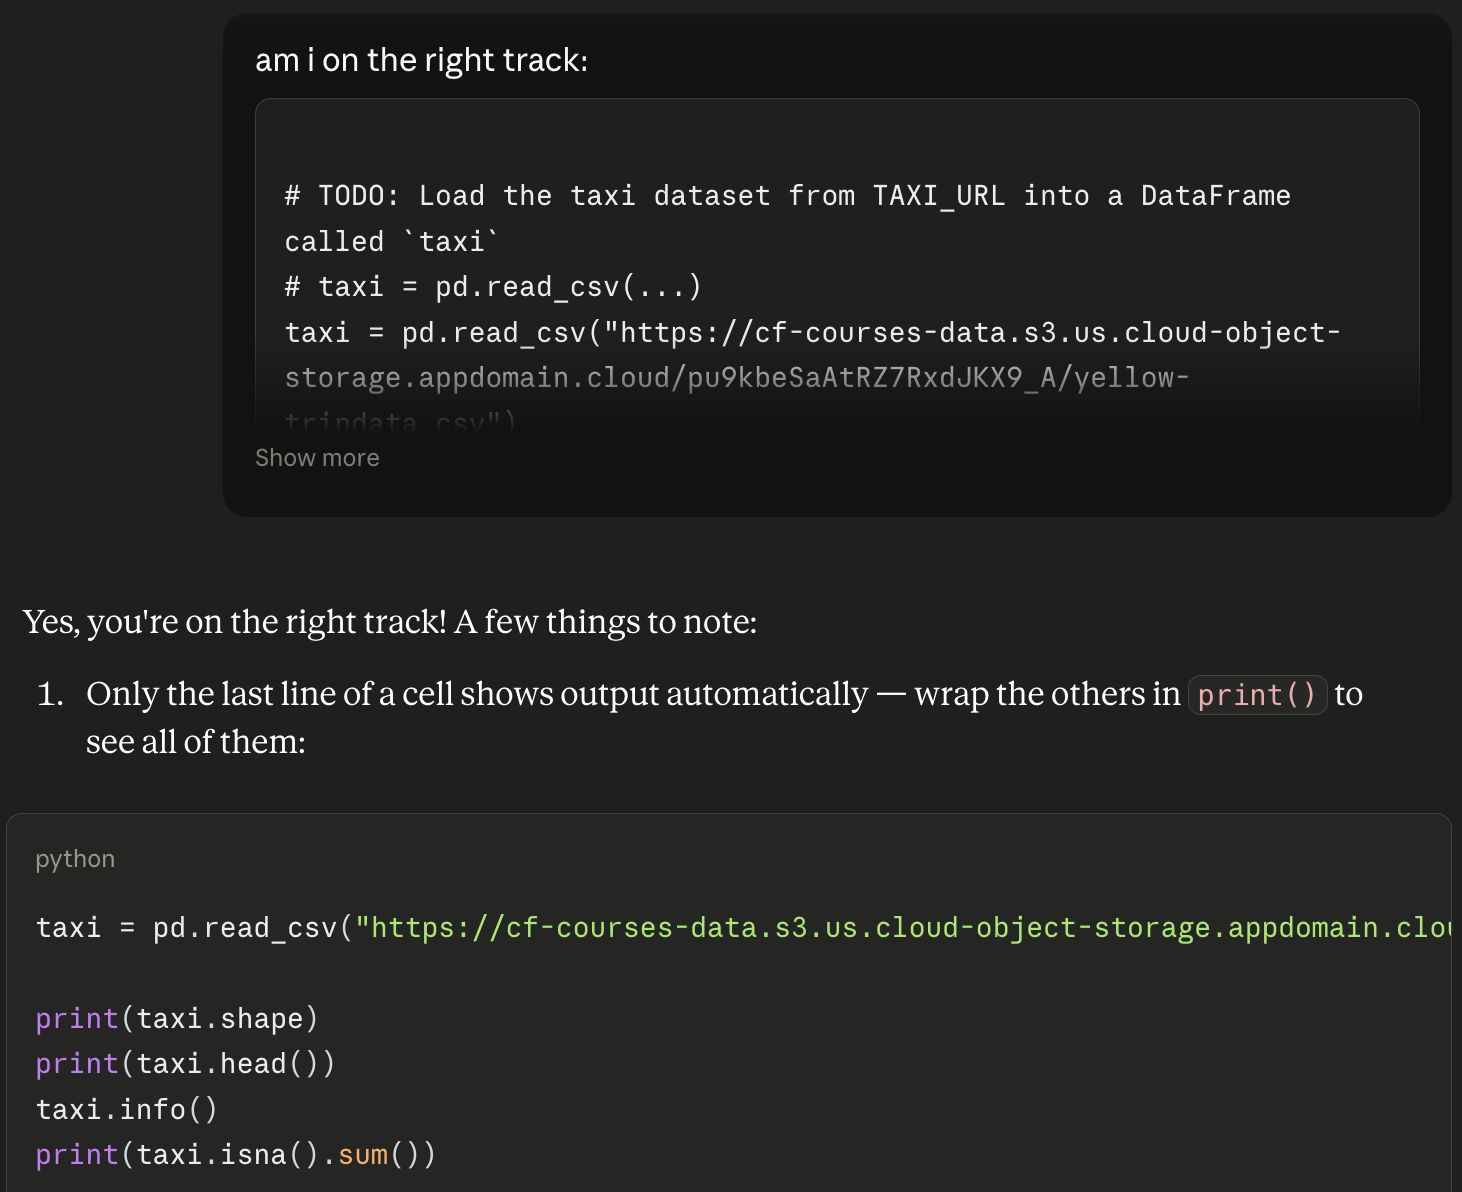 am i on the right track:
# TODO: Load the taxi dataset from TAXI_URL into a DataFrame
called `taxi`
# taxi = pd.read_csv(...)
taxi = pd.read_csv("https://cf-courses-data.s3.us.cloud-object-
storage.appdomain.cloud/pu9kbeSaAtRZ7RxdJKX9_A/yellow-
tripdata.csv")
Show more
Yes, you're on the right track! A few things to note:
1. Only the last line of a cell shows output automatically — wrap the others in print() to
see all of them:
python
taxi = pd.read_csv("https://cf-courses-data.s3.us.cloud-object-storage.appdomain.clou
print(taxi.shape)
print(taxi.head())
taxi.info()
print(taxi.isna().sum())